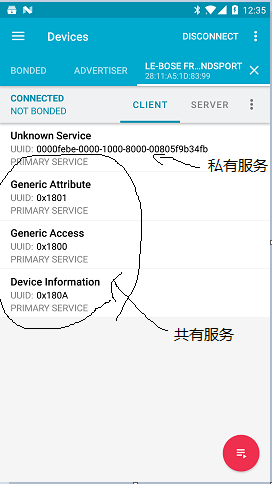 12:35
Devices
DISCONNECT
BONDED
ADVERTISER
LE-BOSE FR...NDSPORT
28:11:A5:1D:83:99
CONNECTED
NOT BONDED
CLIENT
SERVER
Unknown Service
UUID: 0000febe-0000-1000-8000-00805f9b34fb
PRIMARY SERVICE
私有服务
Generic Attribute
UUID: 0x1801
PRIMARY SERVICE
Generic Access
UUID: 0x1800
PRIMARY SERVICE
Device Information
UUID: 0x180A
PRIMARY SERVICE
共有服务